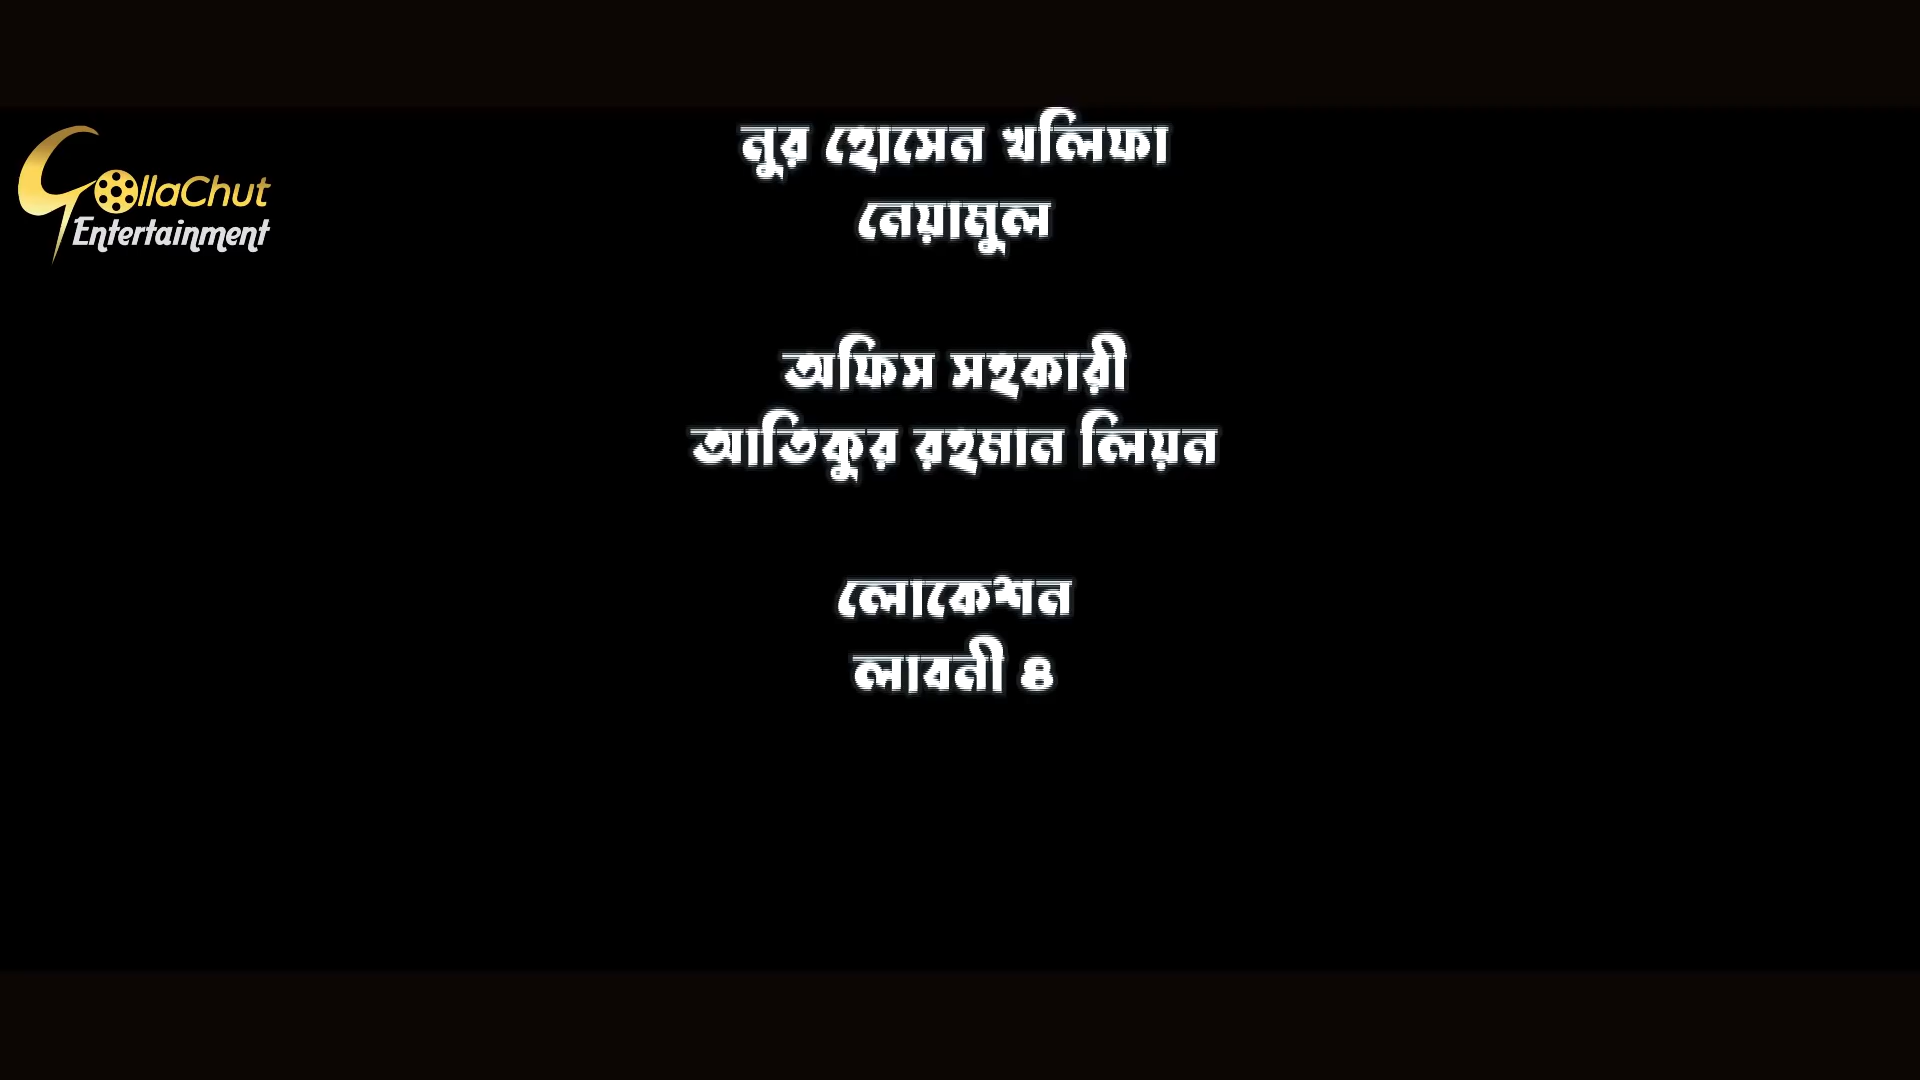 GollaChut
Entertainment
নুর হোসেন খলিফা
নেয়ামুল
অফিস সহকারী
আতিকুর রহমান লিয়ন
লোকেশন
লাবনী ৪